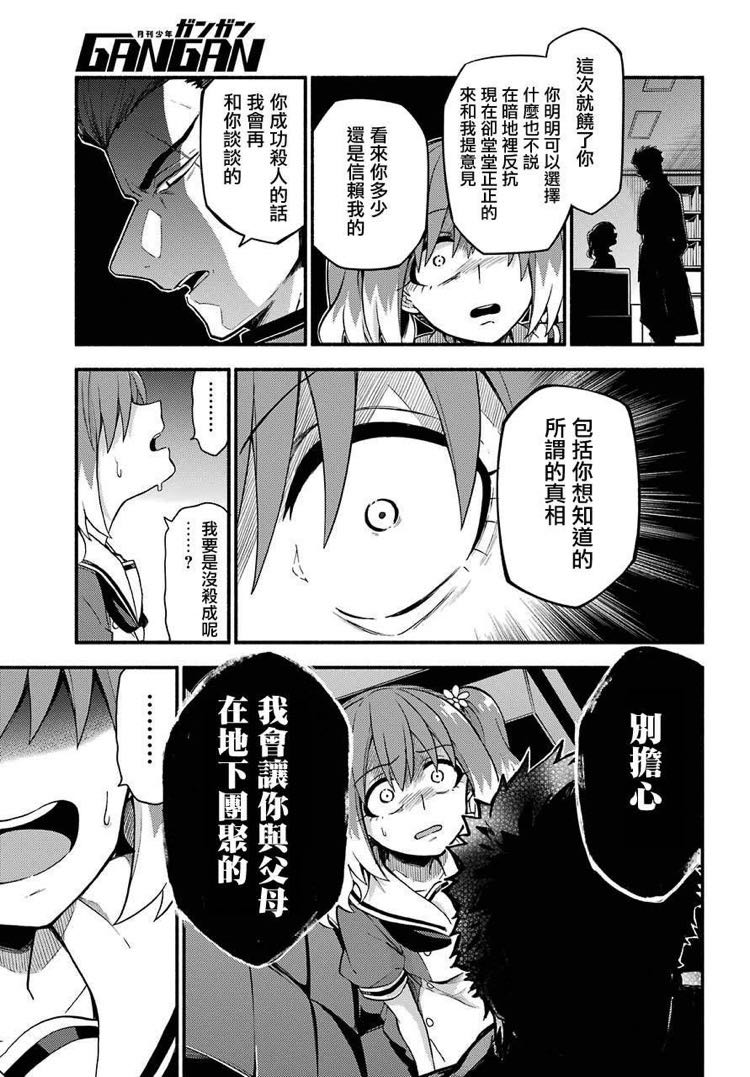 月刊少年
ガンガン
GANGAN
這次就饒了你
你明明可以選擇
什麼也不說
在暗地裡反抗
現在卻堂堂正正的
來和我提意見
看來你多少
還是信賴我的
你成功殺人的話
我會再
和你談談的
包括你想知道的
所謂的真相
………
我要是沒殺成呢
……?
別擔心
我會讓你與父母
在地下團聚的
………